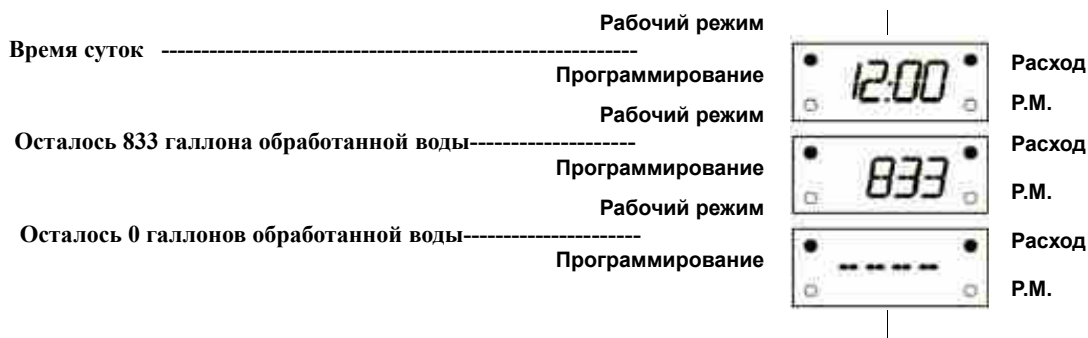 Рабочий режим
Время суток -----------------------------------------------------------
Программирование
12:00
Расход
P.M.
Рабочий режим
Осталось 833 галлона обработанной воды--------------------
Программирование
833
Расход
P.M.
Рабочий режим
Осталось 0 галлонов обработанной воды----------------------
Программирование
----
Расход
P.M.